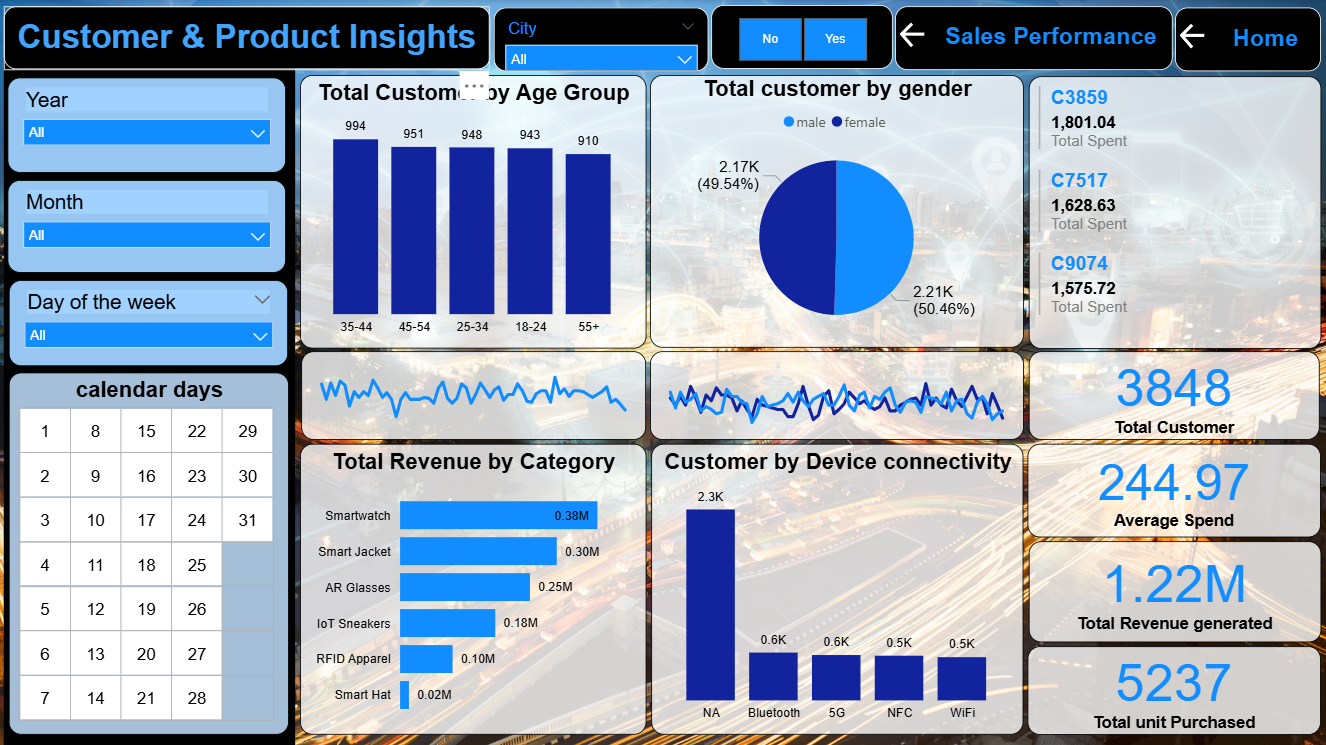 Customer & Product Insights
City
All
No
Yes
Sales Performance
Home
Year
All
Month
All
Day of the week
All
calendar days
1 8 15 22 29
2 9 16 23 30
3 10 17 24 31
4 11 18 25
5 12 19 26
6 13 20 27
7 14 21 28
Total Custome by Age Group
994 951 948 943 910
35-44 45-54 25-34 18-24 55+
Total customer by gender
male female
2.17K
(49.54%)
2.21K
(50.46%)
C3859
1,801.04
Total Spent
C7517
1,628.63
Total Spent
C9074
1,575.72
Total Spent
3848
Total Customer
Total Revenue by Category
Smartwatch 0.38M
Smart Jacket 0.30M
AR Glasses 0.25M
IoT Sneakers 0.18M
RFID Apparel 0.10M
Smart Hat 0.02M
Customer by Device connectivity
2.3K 0.6K 0.6K 0.5K 0.5K
NA Bluetooth 5G NFC WiFi
244.97
Average Spend
1.22M
Total Revenue generated
5237
Total unit Purchased